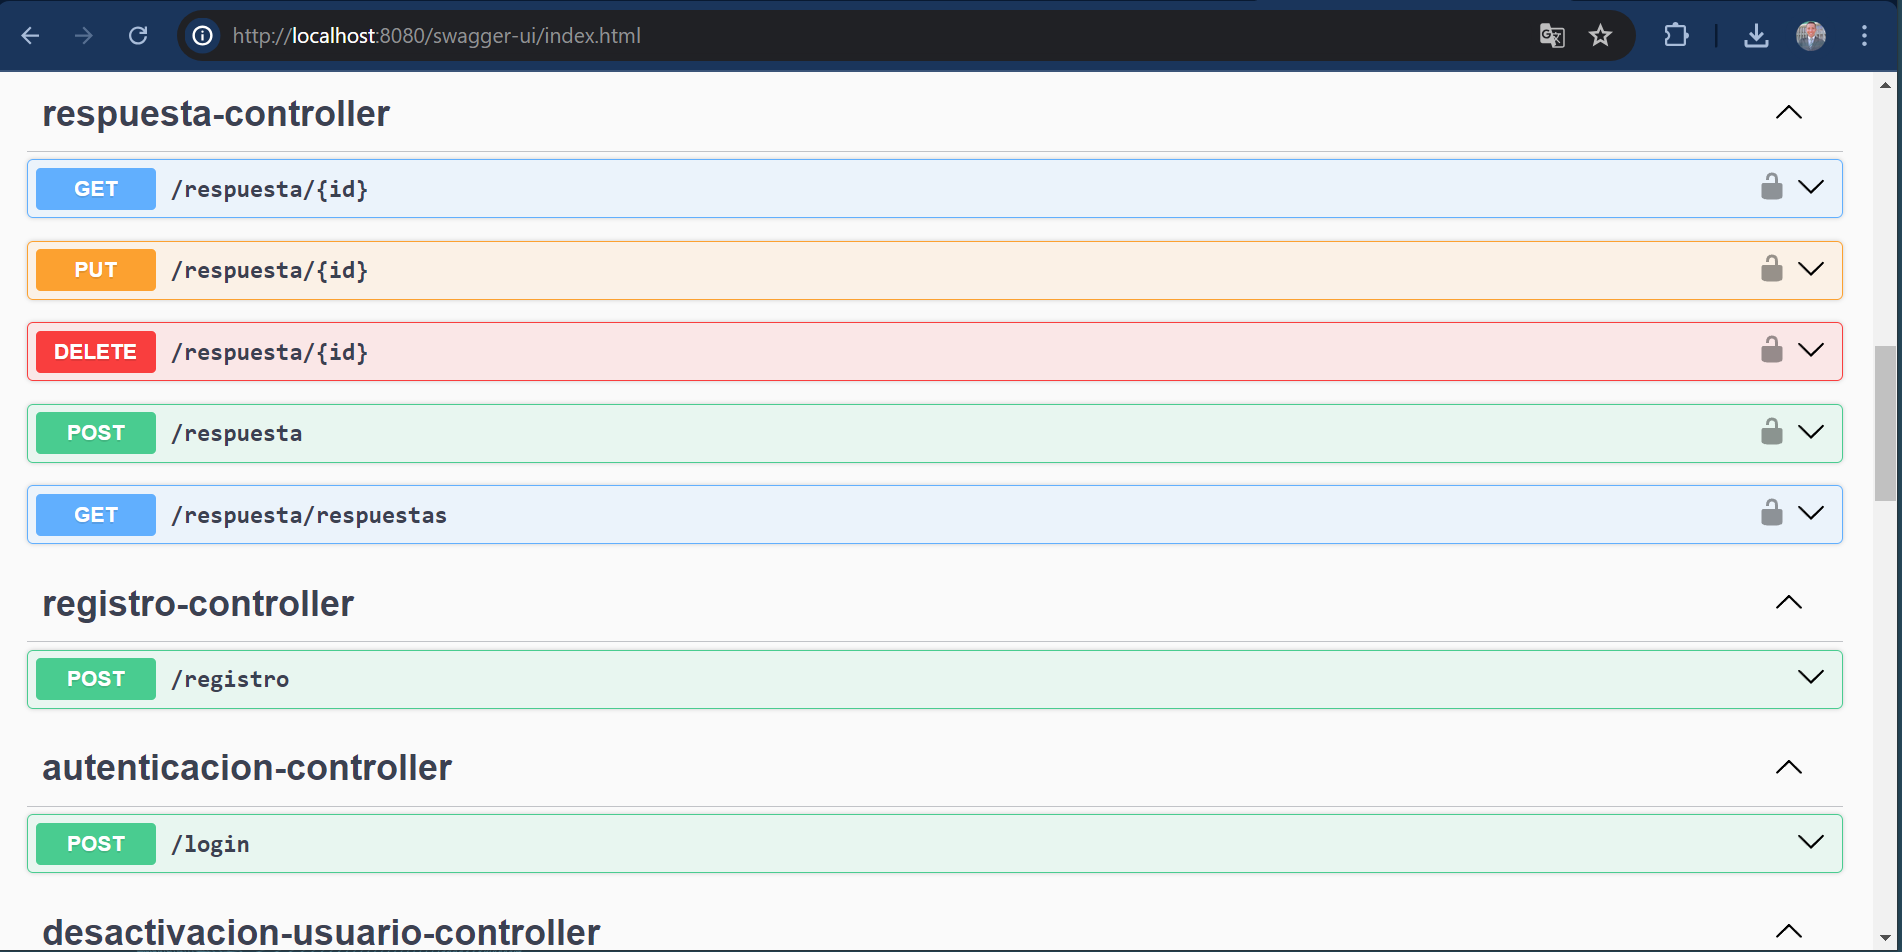 http://localhost:8080/swagger-ui/index.html
respuesta-controller
GET /respuesta/{id}
PUT /respuesta/{id}
DELETE /respuesta/{id}
POST /respuesta
GET /respuesta/respuestas
registro-controller
POST /registro
autenticacion-controller
POST /login
desactivacion-usuario-controller